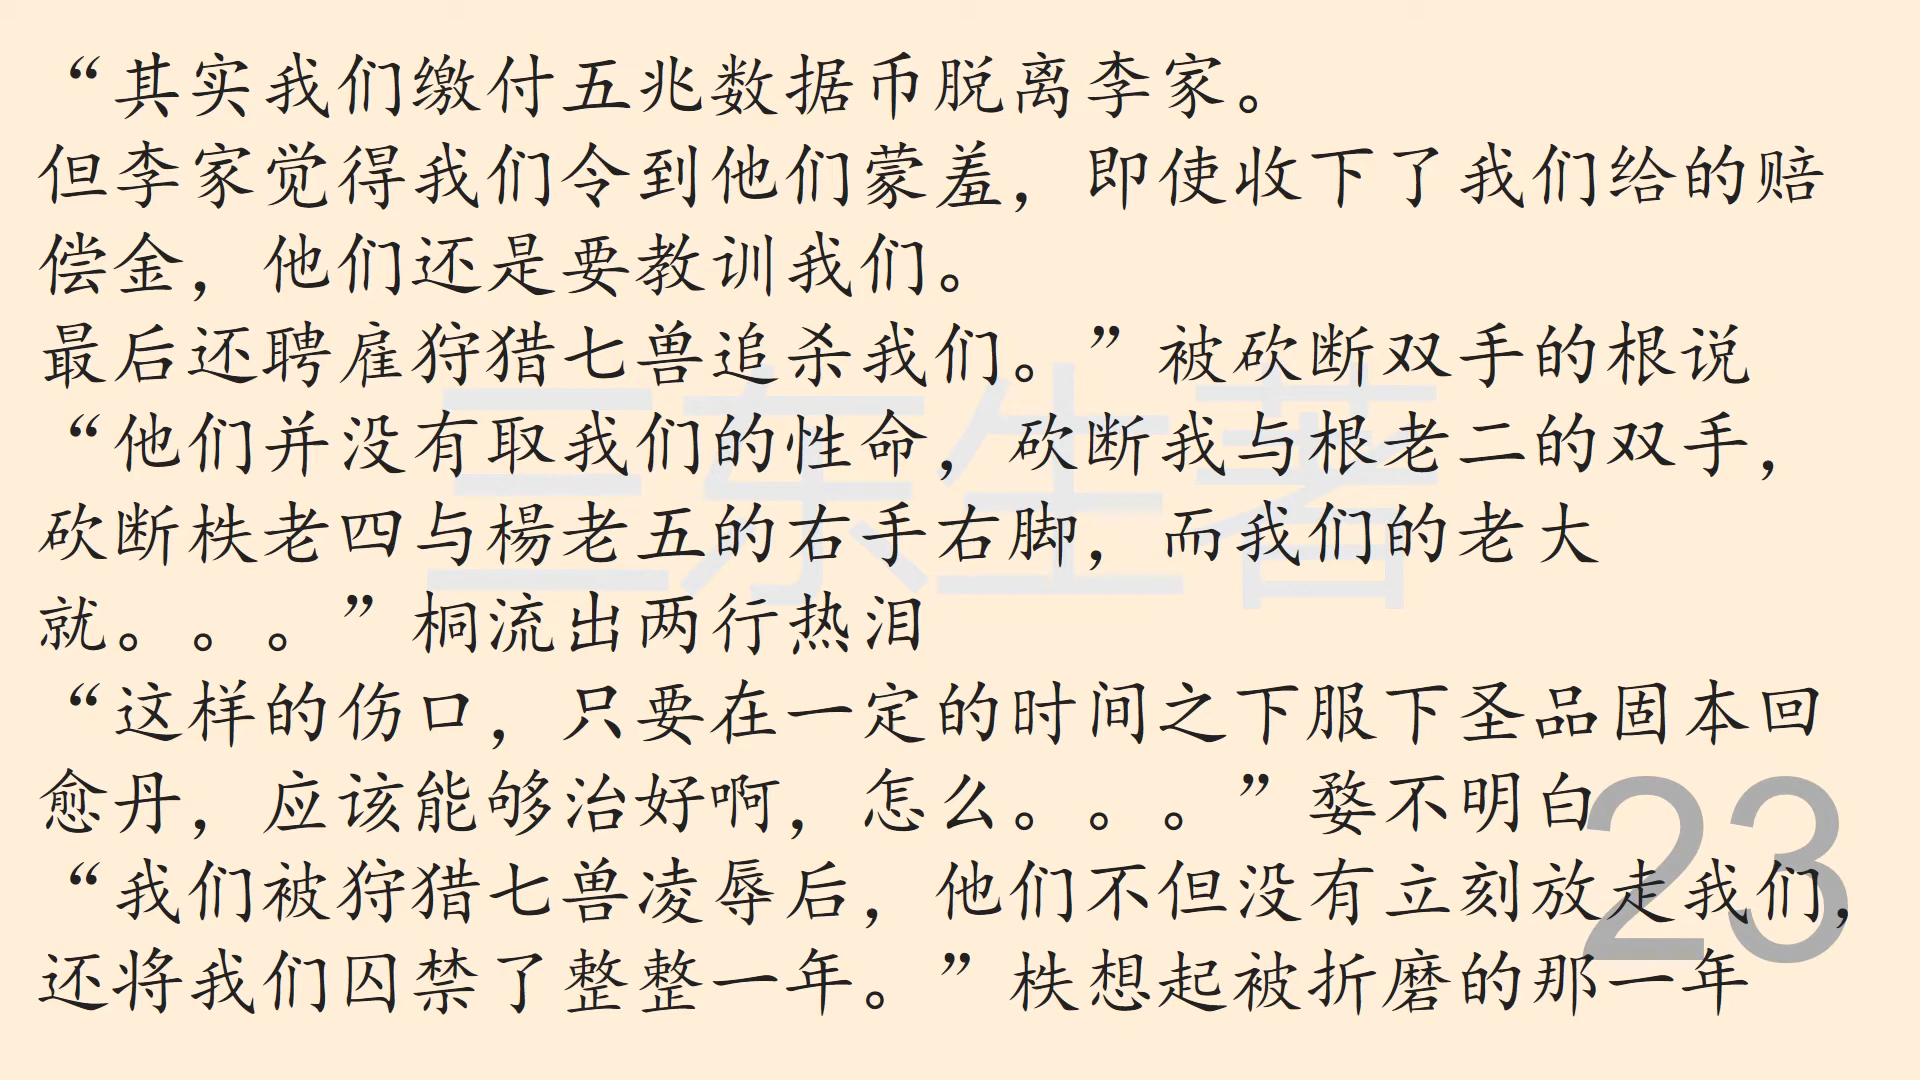 “其实我们缴付五兆数据币脱离李家。
但李家觉得我们令到他们蒙羞，即使收下了我们给的赔
偿金，他们还是要教训我们。
最后还聘雇狩猎七兽追杀我们。”被砍断双手的根说
“他们并没有取我们的性命，砍断我与根老二的双手，
砍断柣老四与楊老五的右手右脚，而我们的老大
就。。。”桐流出两行热泪
“这样的伤口，只要在一定的时间之下服下圣品固本回
愈丹，应该能够治好啊，怎么。。。”婺不明白
“我们被狩猎七兽凌辱后，他们不但没有立刻放走我们，
还将我们囚禁了整整一年。”柣想起被折磨的那一年
三东生著
23